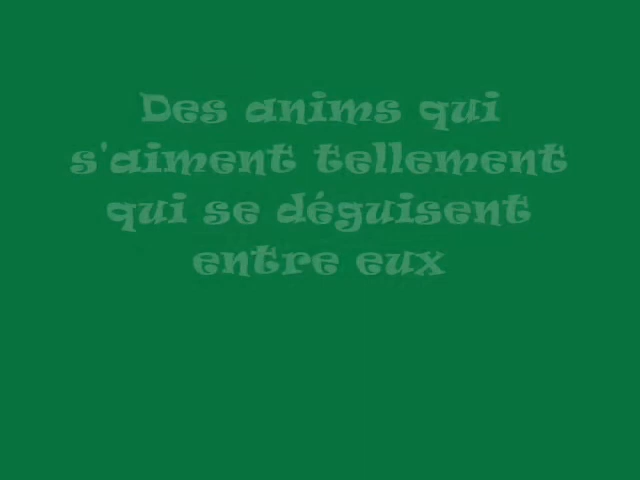 Des anims qui
s'aiment tellement
qui se déguisent
entre eux